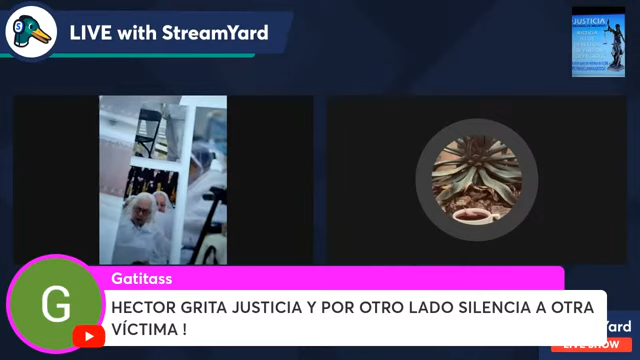 LIVE with StreamYard
JUSTICIA
Gatitass
G
HECTOR GRITA JUSTICIA Y POR OTRO LADO SILENCIA A OTRA
VÍCTIMA !
LIVE SHOW